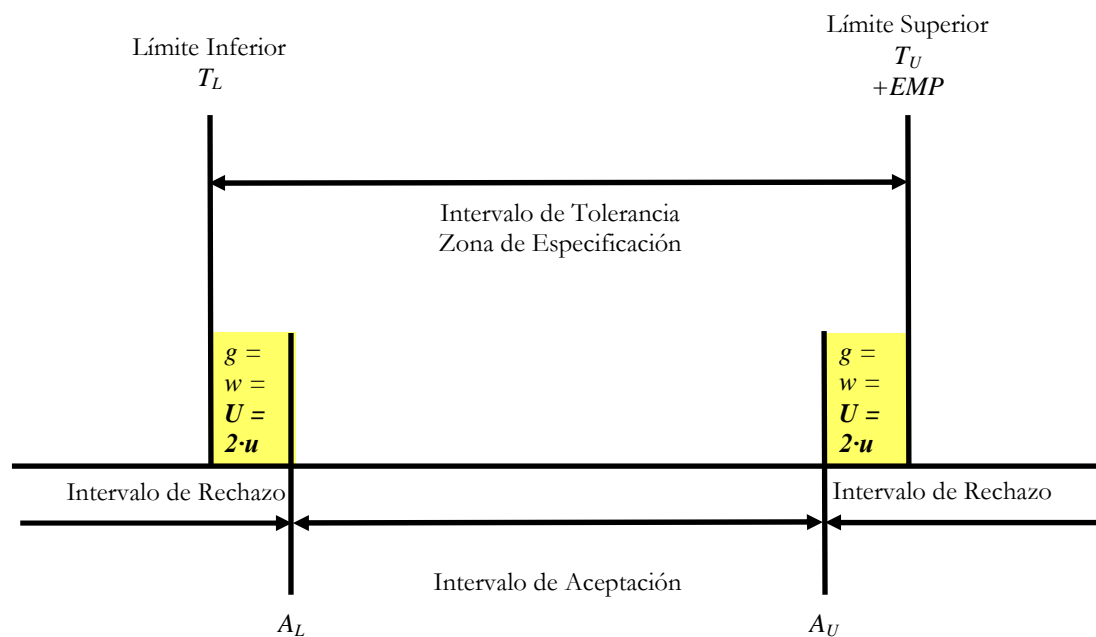 Límite Inferior
T_L
Límite Superior
T_U
+EMP
Intervalo de Tolerancia
Zona de Especificación
g =
w =
U =
2·u
g =
w =
U =
2·u
Intervalo de Rechazo
Intervalo de Rechazo
Intervalo de Aceptación
A_L
A_U